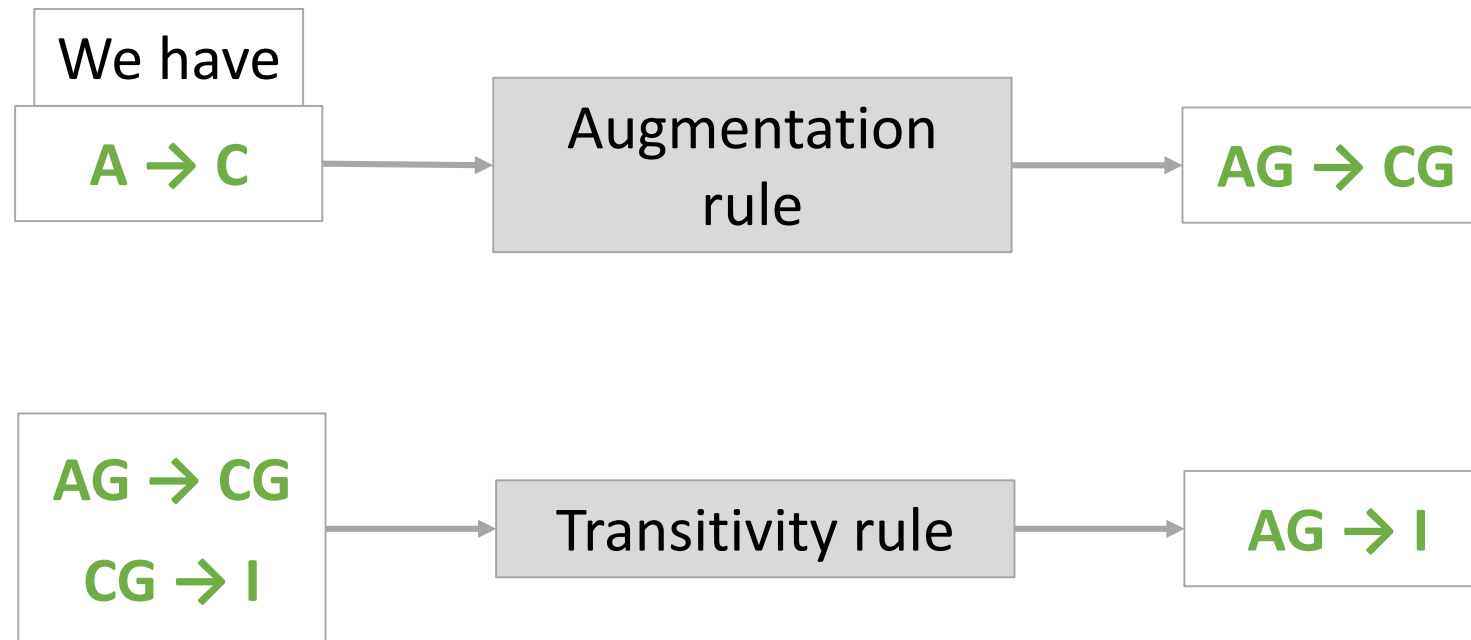 We have
A → C
Augmentation
rule
AG → CG
AG → CG
CG → I
Transitivity rule
AG → I